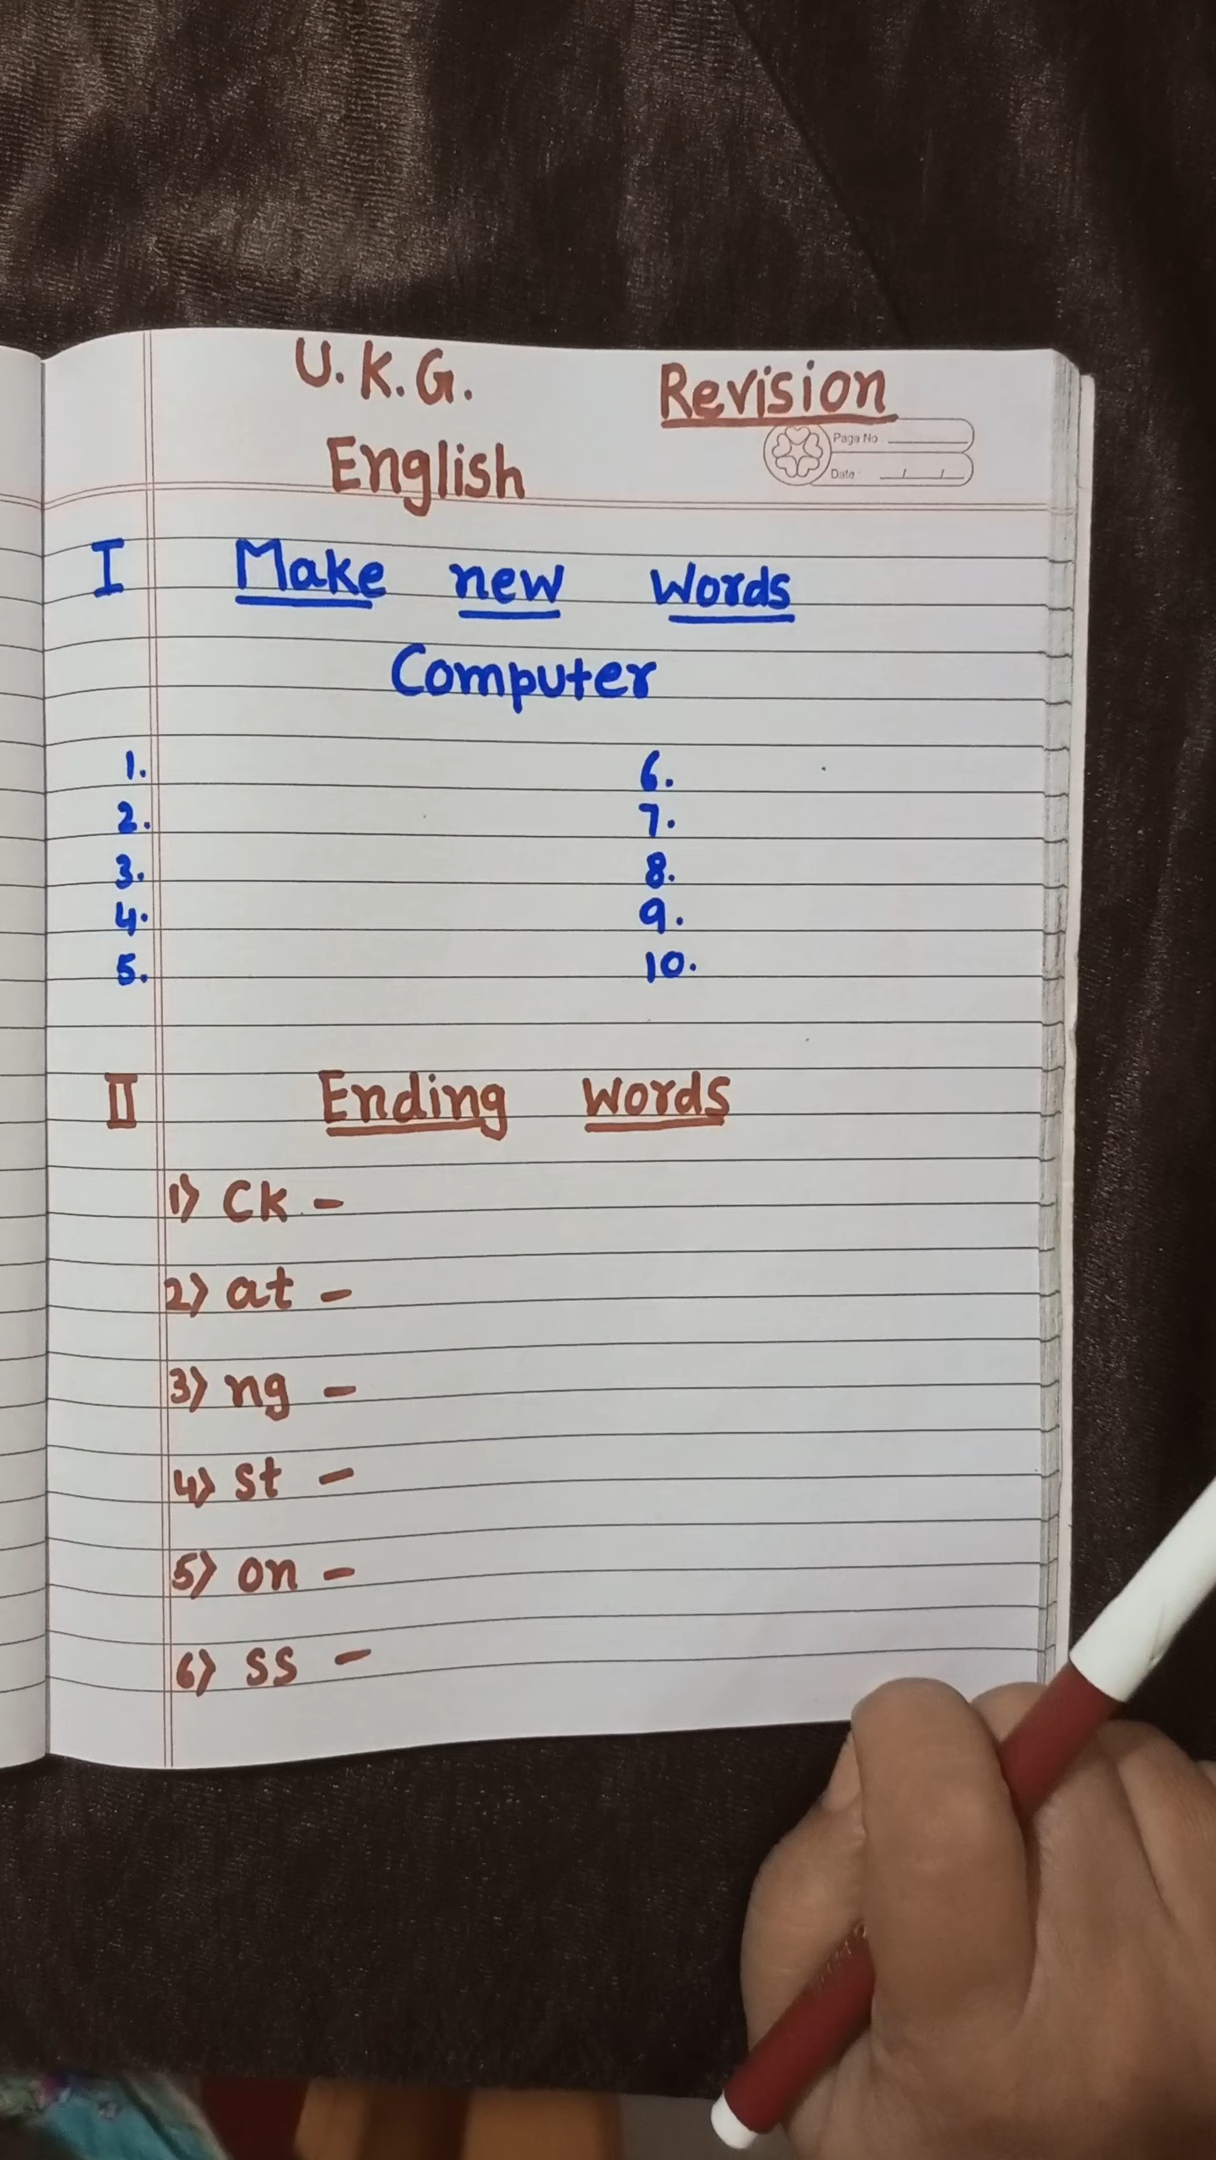 U.K.G. Revision
English
Page No
Date
I Make new words
Computer
1. 6.
2. 7.
3. 8.
4. 9.
5. 10.
II Ending words
1) Ck -
2) at -
3) ng -
4) st -
5) on -
6) ss -